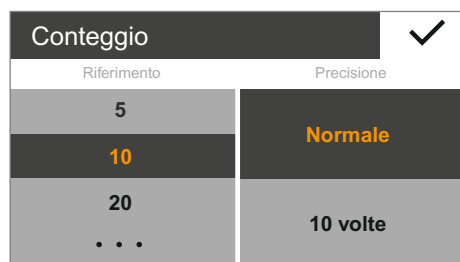 Conteggio
Riferimento
Precisione
5
10
20
. . .
Normale
10 volte